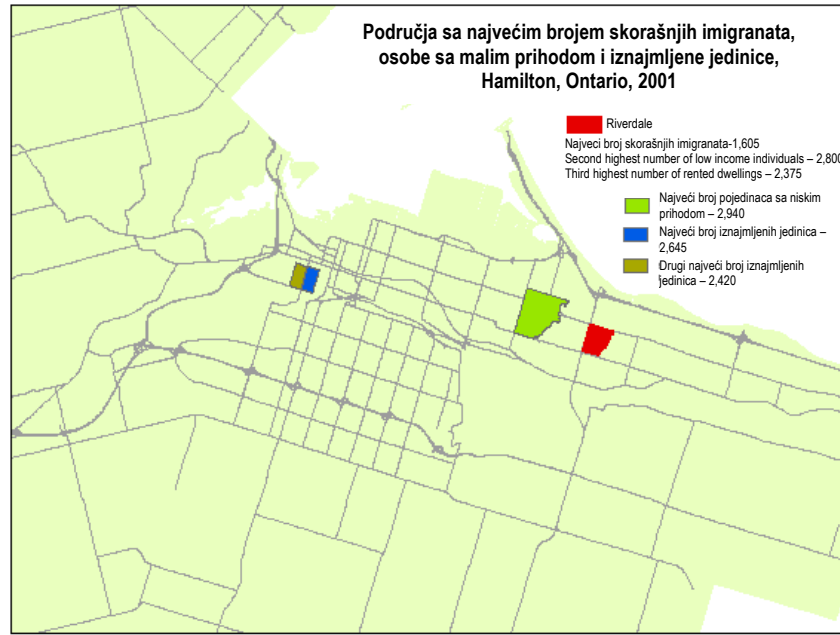 Područja sa najvećim brojem skorašnjih imigranata,
osobe sa malim prihodom i iznajmljene jedinice,
Hamilton, Ontario, 2001
Riverdale
Najveci broj skorašnjih imigranata-1,605
Second highest number of low income individuals – 2,800
Third highest number of rented dwellings – 2,375
Najveći broj pojedinaca sa niskim
prihodom – 2,940
Najveći broj iznajmljenih jedinica –
2,645
Drugi najveći broj iznajmljenih
jedinica – 2,420